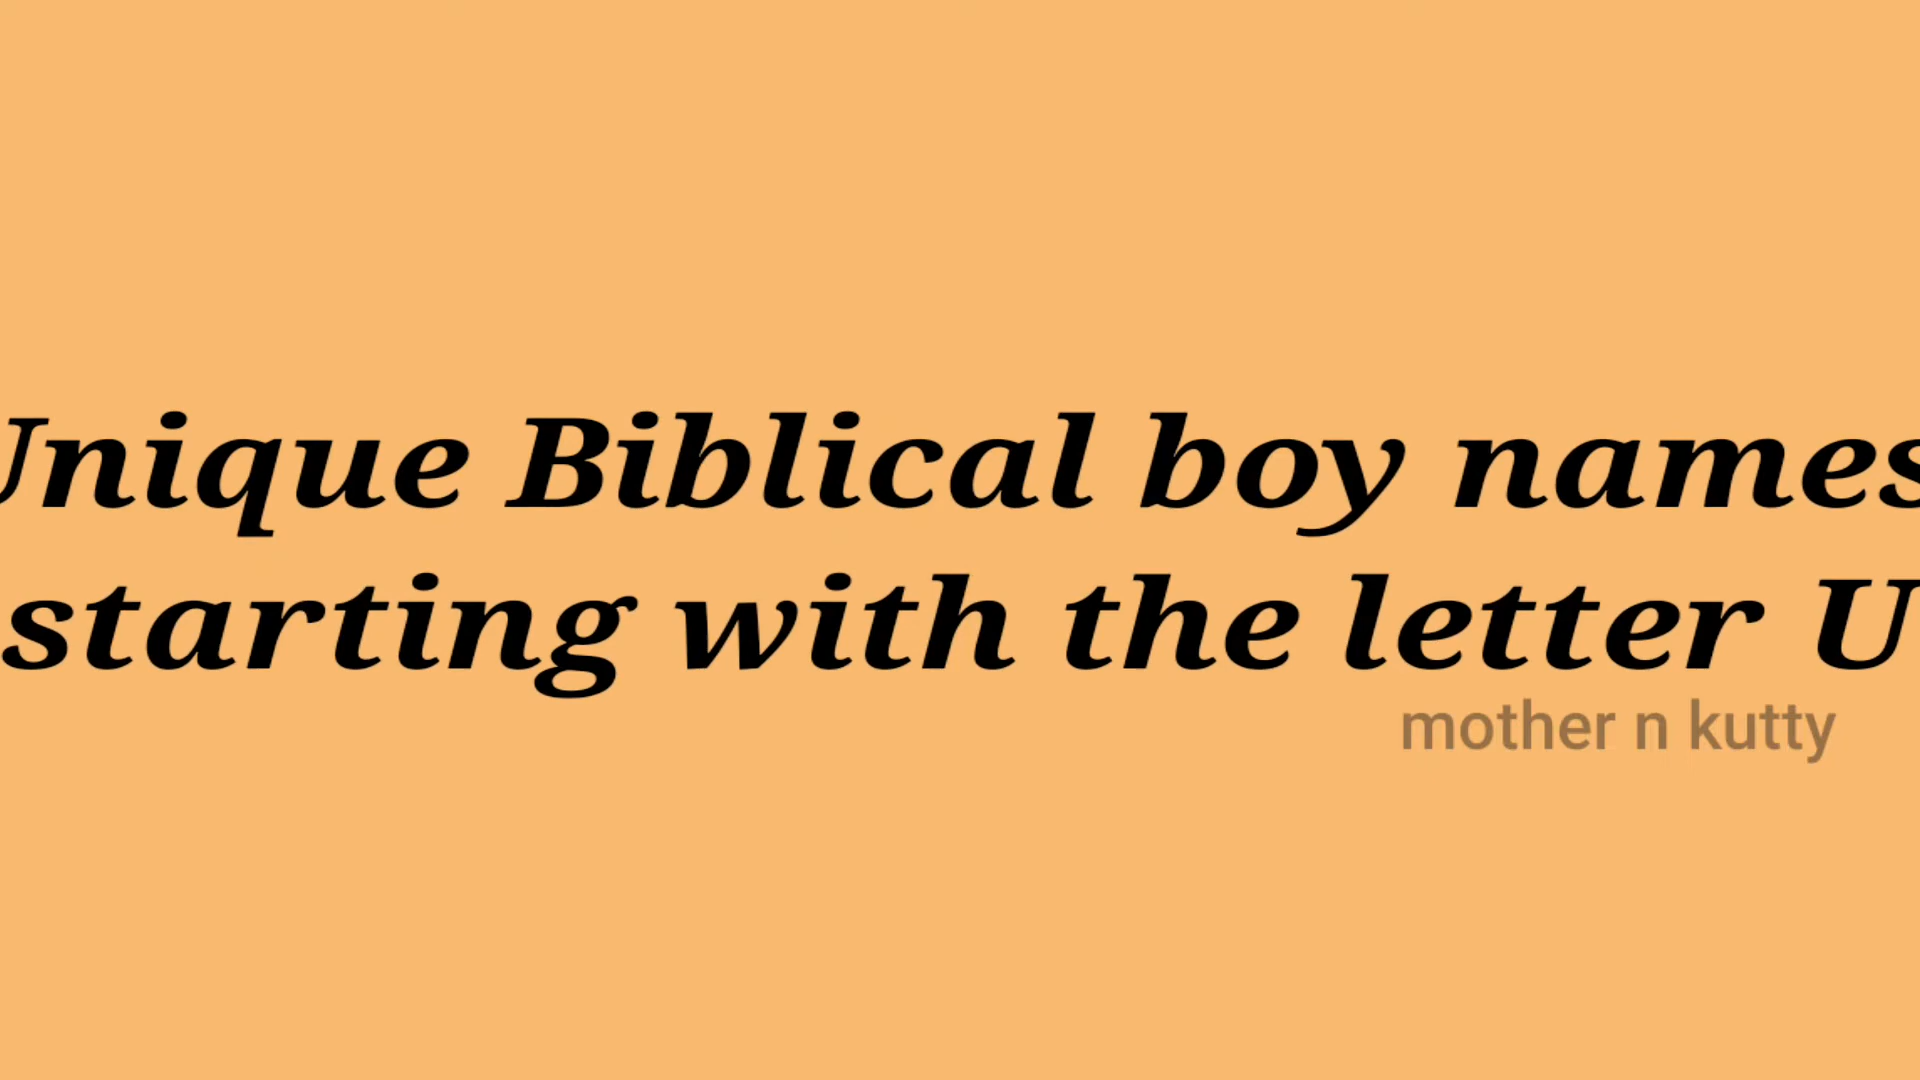 Unique Biblical boy names
starting with the letter U
mother n kutty